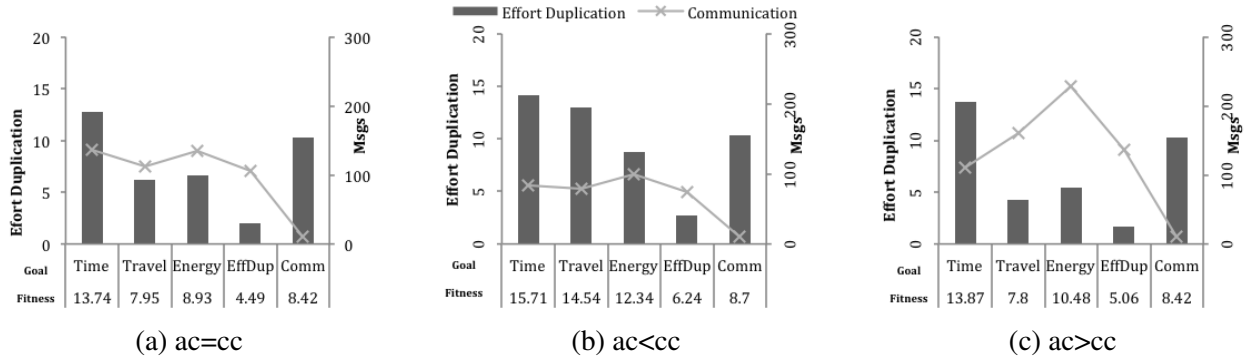 Effort Duplication Communication
20
15
10
5
0
Effort Duplication
300
200
100
0
Msgs
Goal Time Travel Energy EffDup Comm
Fitness 13.74 7.95 8.93 4.49 8.42
(a) ac=cc
20
15
10
5
0
Effort Duplication
300
200
100
0
Msgs
Goal Time Travel Energy EffDup Comm
Fitness 15.71 14.54 12.34 6.24 8.7
(b) ac<cc
20
15
10
5
0
Effort Duplication
300
200
100
0
Msgs
Goal Time Travel Energy EffDup Comm
Fitness 13.87 7.8 10.48 5.06 8.42
(c) ac>cc